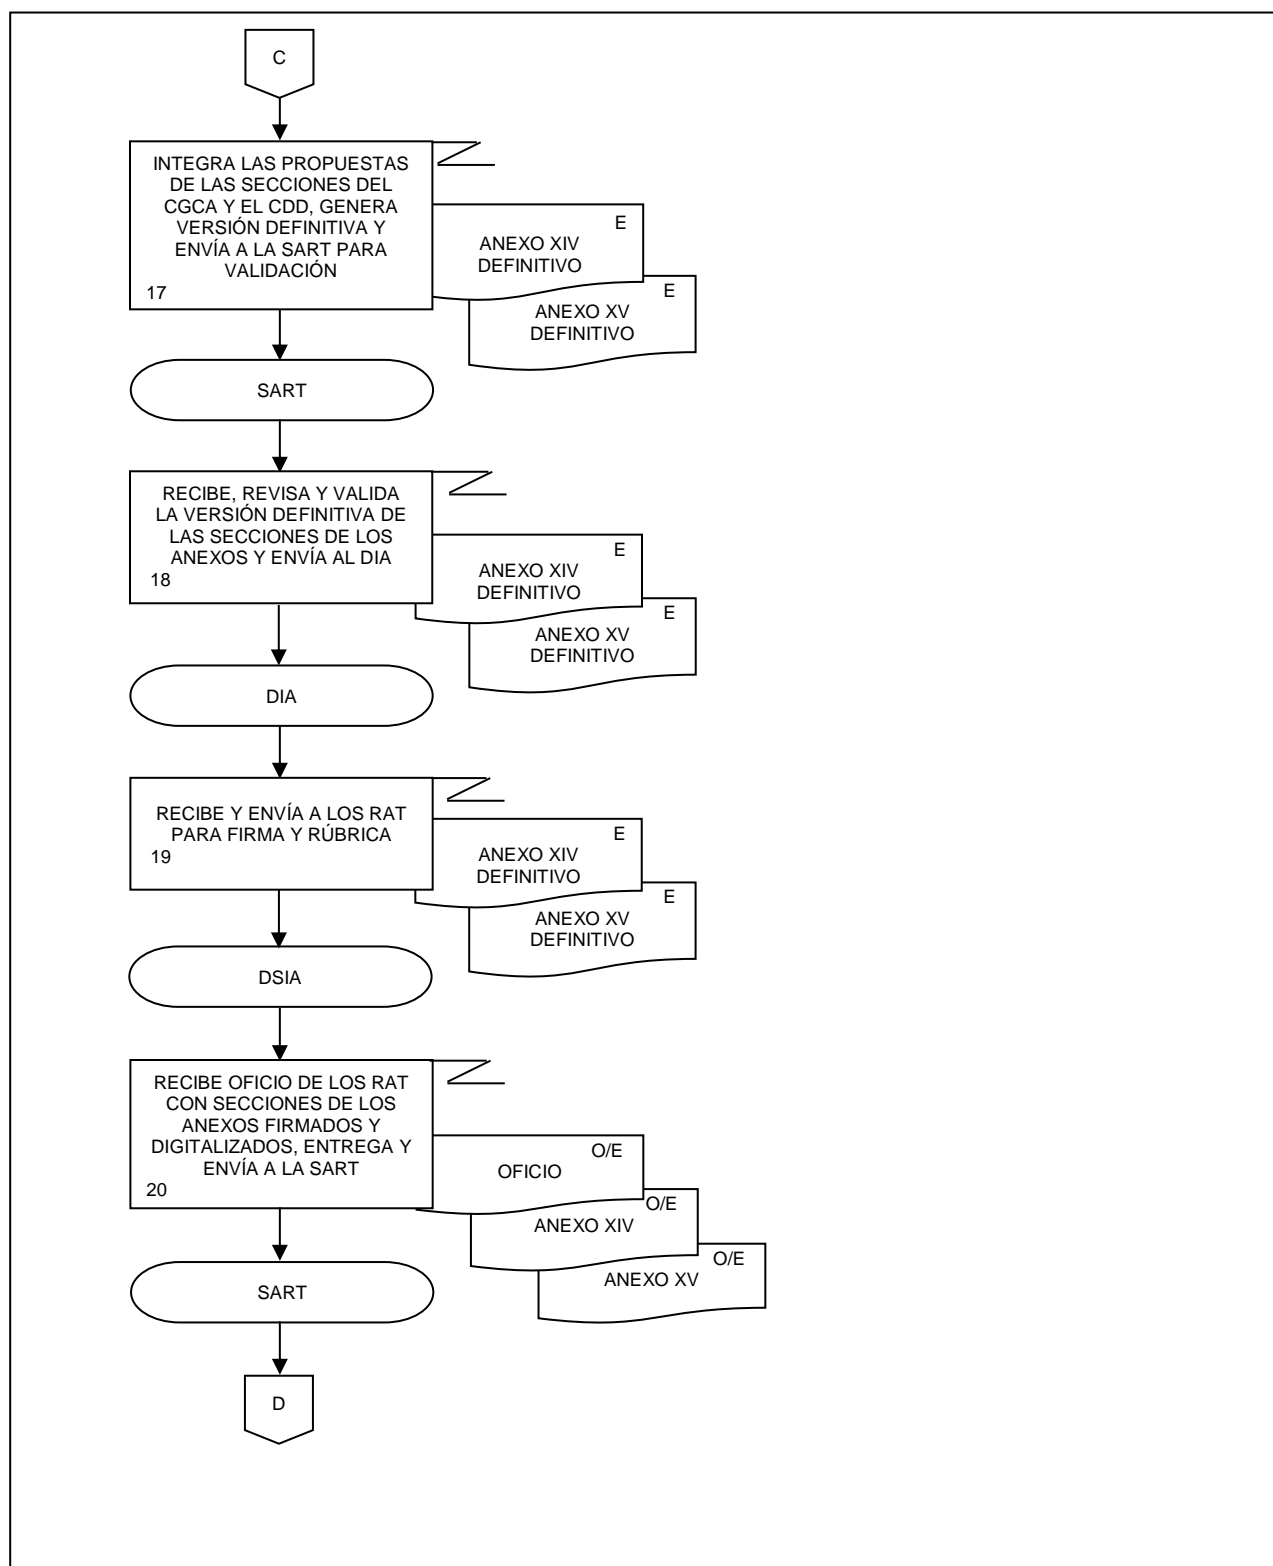 C
INTEGRA LAS PROPUESTAS
DE LAS SECCIONES DEL
CGCA Y EL CDD, GENERA
VERSIÓN DEFINITIVA Y
ENVÍA A LA SART PARA
VALIDACIÓN
17
E
ANEXO XIV
DEFINITIVO
E
ANEXO XV
DEFINITIVO
SART
RECIBE, REVISA Y VALIDA
LA VERSIÓN DEFINITIVA DE
LAS SECCIONES DE LOS
ANEXOS Y ENVÍA AL DIA
18
E
ANEXO XIV
DEFINITIVO
E
ANEXO XV
DEFINITIVO
DIA
RECIBE Y ENVÍA A LOS RAT
PARA FIRMA Y RÚBRICA
19
E
ANEXO XIV
DEFINITIVO
E
ANEXO XV
DEFINITIVO
DSIA
RECIBE OFICIO DE LOS RAT
CON SECCIONES DE LOS
ANEXOS FIRMADOS Y
DIGITALIZADOS, ENTREGA Y
ENVÍA A LA SART
20
O/E
OFICIO
O/E
ANEXO XIV
O/E
ANEXO XV
SART
D